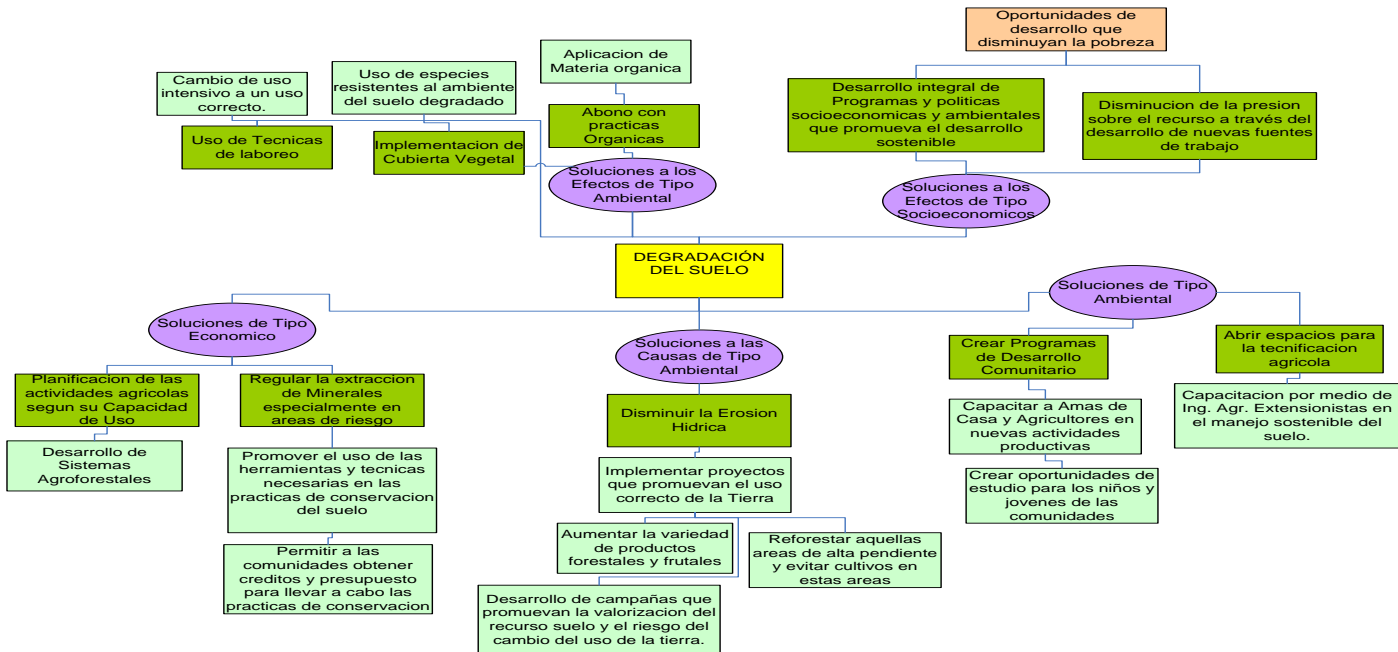 Oportunidades de
desarrollo que
disminuyan la pobreza
Aplicacion de
Materia organica
Uso de especies
resistentes al ambiente
del suelo degradado
Cambio de uso
intensivo a un uso
correcto.
Desarrollo integral de
Programas y politicas
socioeconomicas y ambientales
que promueva el desarrollo
sostenible
Disminucion de la presion
sobre el recurso a través del
desarrollo de nuevas fuentes
de trabajo
Abono con
practicas
Organicas
Uso de Tecnicas
de laboreo
Implementacion de
Cubierta Vegetal
Soluciones a los
Efectos de Tipo
Ambiental
Soluciones a los
Efectos de Tipo
Socioeconomicos
DEGRADACIÓN
DEL SUELO
Soluciones de Tipo
Economico
Soluciones a las
Causas de Tipo
Ambiental
Soluciones de Tipo
Ambiental
Planificacion de las
actividades agricolas
segun su Capacidad
de Uso
Regular la extraccion
de Minerales
especialmente en
areas de riesgo
Disminuir la Erosion
Hidrica
Crear Programas
de Desarrollo
Comunitario
Abrir espacios para
la tecnificacion
agricola
Desarrollo de
Sistemas
Agroforestales
Promover el uso de las
herramientas y tecnicas
necesarias en las
practicas de conservacion
del suelo
Permitir a las
comunidades obtener
creditos y presupuesto
para llevar a cabo las
practicas de conservacion
Implementar proyectos
que promuevan el uso
correcto de la Tierra
Aumentar la variedad
de productos
forestales y frutales
Reforestar aquellas
areas de alta pendiente
y evitar cultivos en
estas areas
Desarrollo de campañas que
promuevan la valorizacion del
recurso suelo y el riesgo del
cambio del uso de la tierra.
Capacitar a Amas de
Casa y Agricultores en
nuevas actividades
productivas
Crear oportunidades de
estudio para los niños y
jovenes de las
comunidades
Capacitacion por medio de
Ing. Agr. Extensionistas en
el manejo sostenible del
suelo.